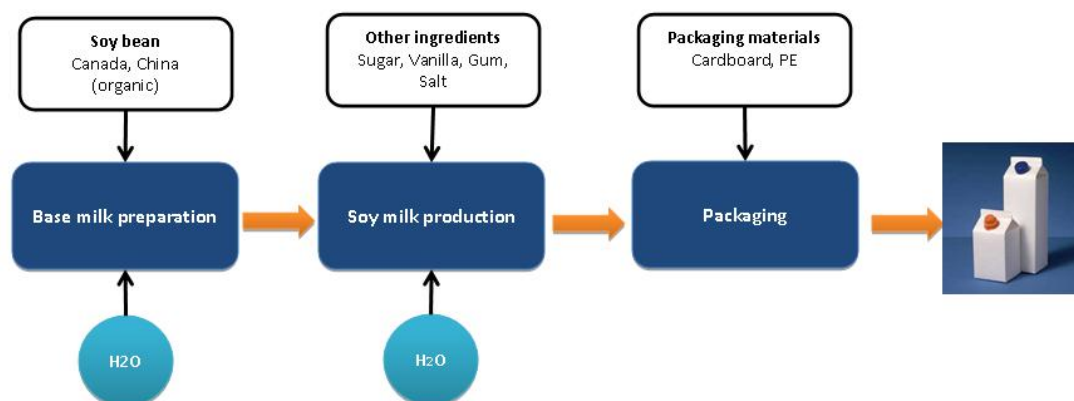 Soy bean
Canada, China
(organic)
Other ingredients
Sugar, Vanilla, Gum,
Salt
Packaging materials
Cardboard, PE
Base milk preparation
Soy milk production
Packaging
H2O
H₂O